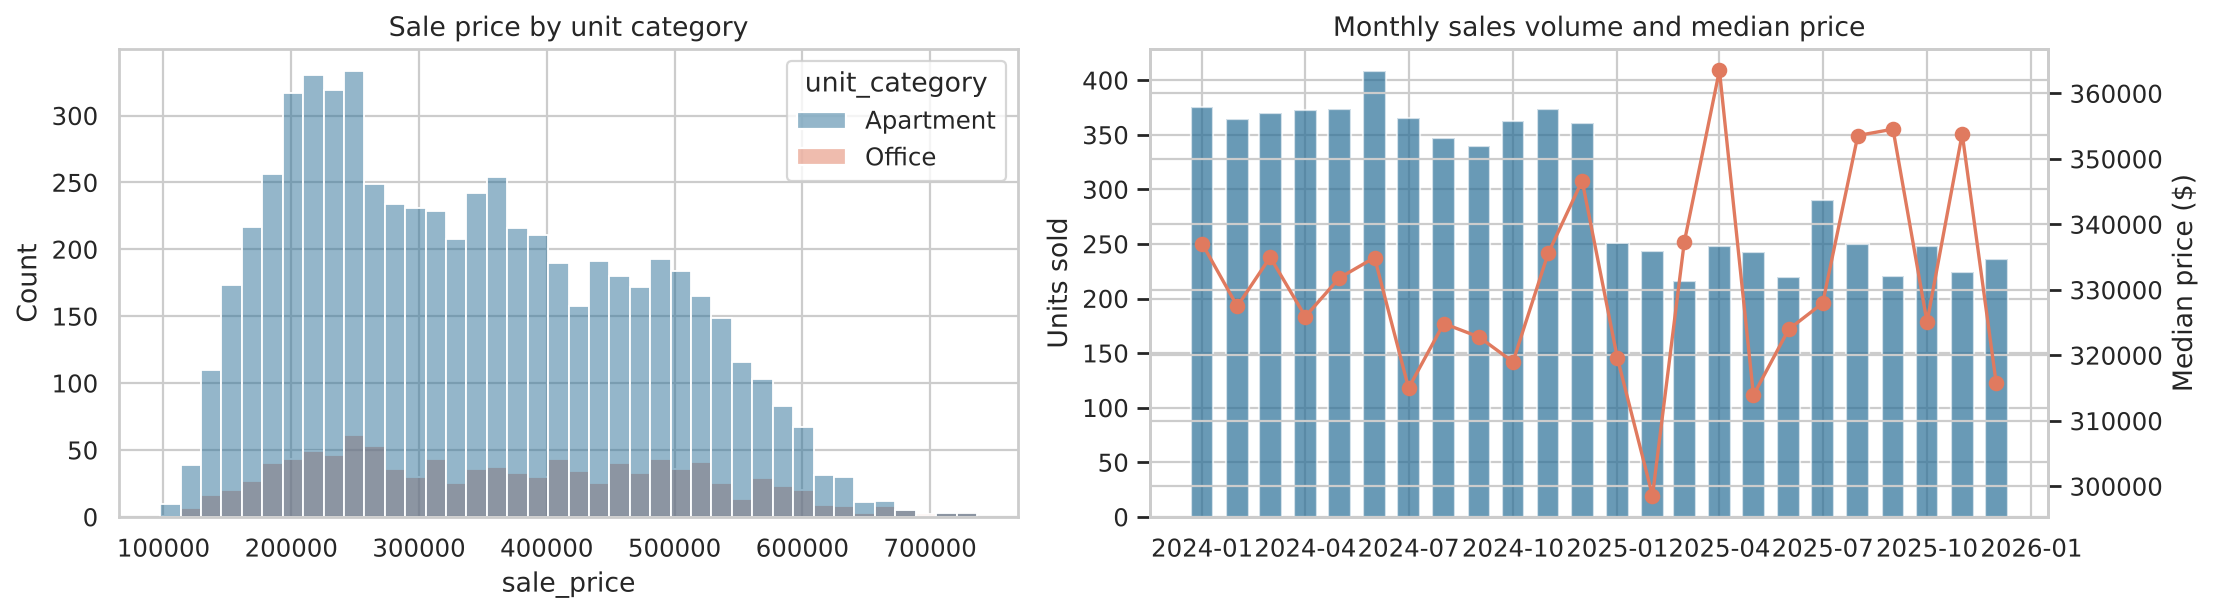 Sale price by unit category
Count
300
250
200
150
100
50
0
unit_category
Apartment
Office
100000 200000 300000 400000 500000 600000 700000
sale_price
Monthly sales volume and median price
Units sold
400
350
300
250
200
150
100
50
0
2024-01 2024-04 2024-07 2024-10 2025-01 2025-04 2025-07 2025-10 2026-01
360000
350000
340000
330000
320000
310000
300000
Median price ($)